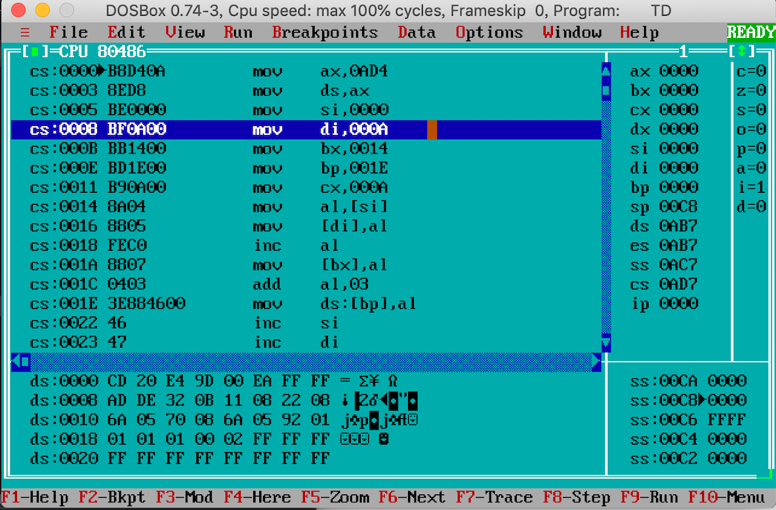 DOSBox 0.74-3, Cpu speed: max 100% cycles, Frameskip 0, Program: TD
≡ File Edit View Run Breakpoints Data Options Window Help READY
[■]=CPU 80486 1=[↕]
cs:0000►B8D40A mov ax,0AD4 ax 0000 c=0
cs:0003 8ED8 mov ds,ax bx 0000 z=0
cs:0005 BE0000 mov si,0000 cx 0000 s=0
cs:0008 BF0A00 mov di,000A dx 0000 o=0
cs:000B BB1400 mov bx,0014 si 0000 p=0
cs:000E BD1E00 mov bp,001E di 0000 a=0
cs:0011 B90A00 mov cx,000A bp 0000 i=1
cs:0014 8A04 mov al,[si] sp 00C8 d=0
cs:0016 8805 mov [di],al ds 0AB7
cs:0018 FEC0 inc al es 0AB7
cs:001A 8807 mov [bx],al ss 0AC7
cs:001C 0403 add al,03 cs 0AD7
cs:001E 3E884600 mov ds:[bp],al ip 0000
cs:0022 46 inc si
cs:0023 47 inc di
ds:0000 CD 20 E4 9D 00 EA FF FF = Σ¥ Ω ss:00CA 0000
ds:0008 AD DE 32 0B 11 08 22 08 ¡▐2♂◄◘"◘ ss:00C8►0000
ds:0010 6A 05 70 08 6A 05 92 01 j♣p◘j♣Æ☺ ss:00C6 FFFF
ds:0018 01 01 01 00 02 FF FF FF ☺☺☺ ☻ ss:00C4 0000
ds:0020 FF FF FF FF FF FF FF FF ss:00C2 0000
F1-Help F2-Bkpt F3-Mod F4-Here F5-Zoom F6-Next F7-Trace F8-Step F9-Run F10-Menu